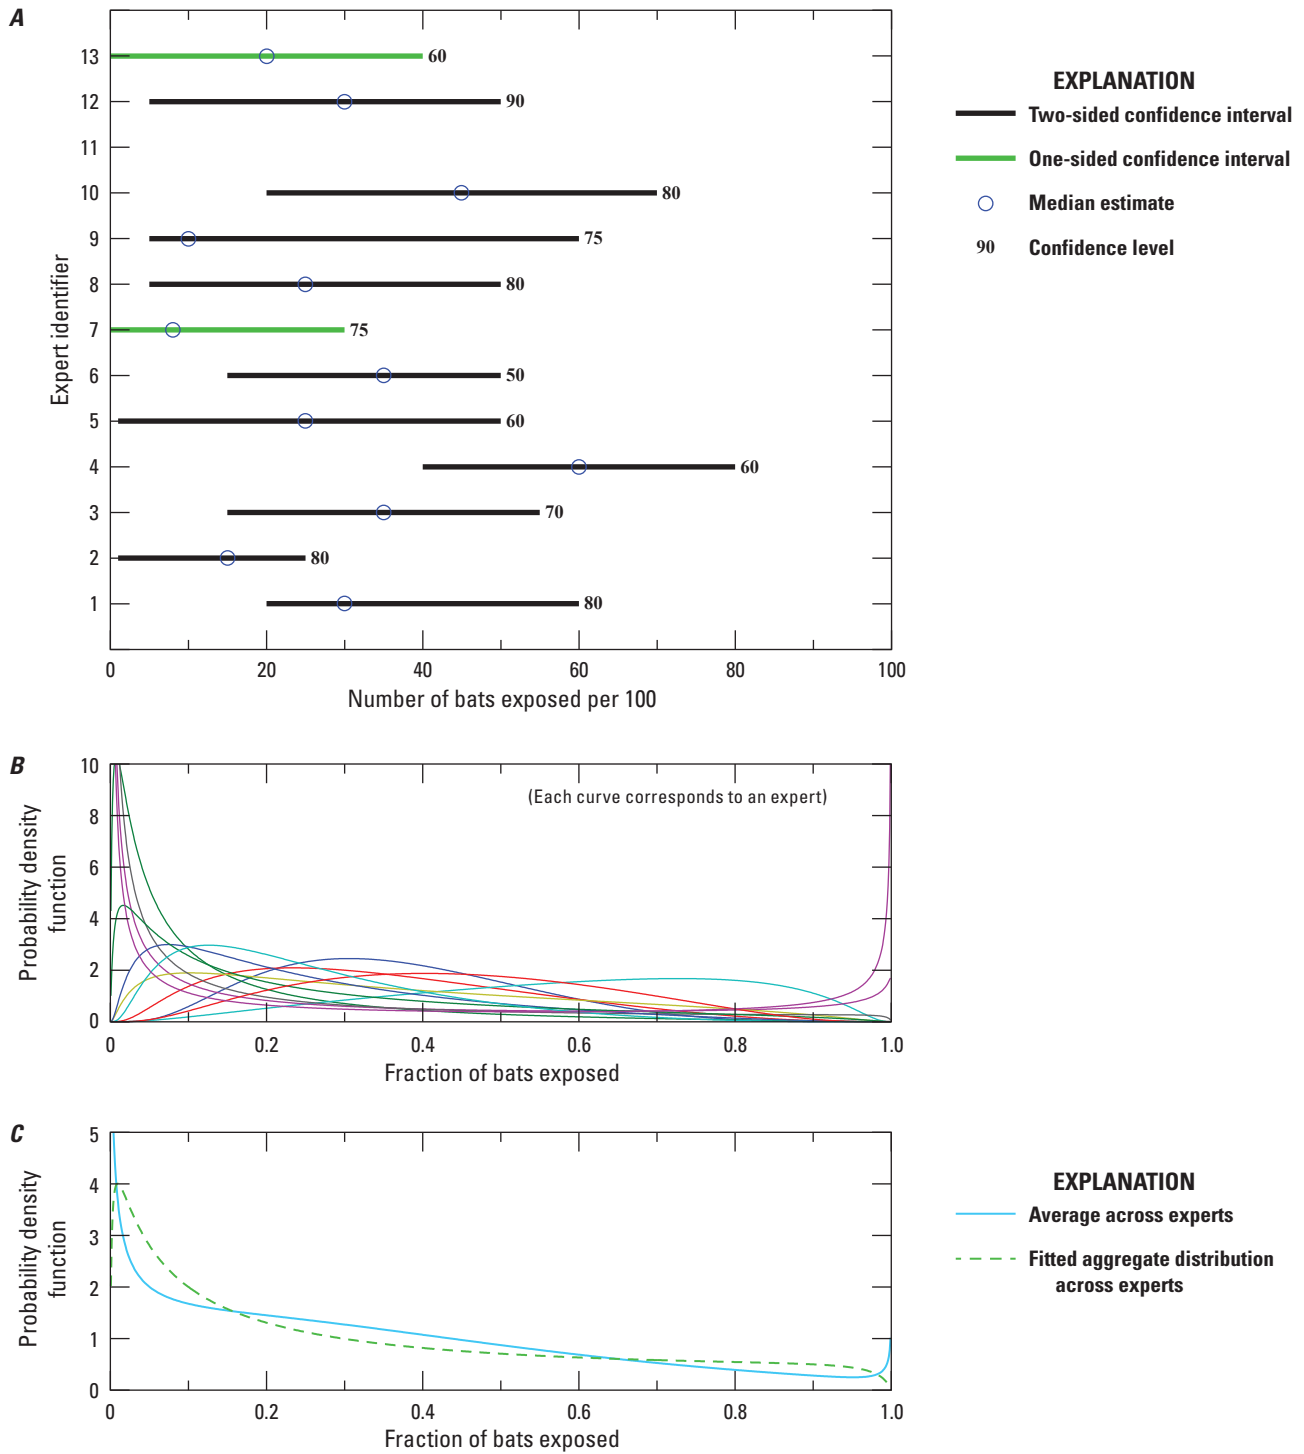 A
13
12
11
10
9
8
7
6
5
4
3
2
1
Expert identifier
60
90
80
75
80
75
50
60
60
70
80
80
0 20 40 60 80 100
Number of bats exposed per 100
EXPLANATION
Two-sided confidence interval
One-sided confidence interval
Median estimate
90 Confidence level
B
10
8
6
4
2
0
Probability density
function
(Each curve corresponds to an expert)
0 0.2 0.4 0.6 0.8 1.0
Fraction of bats exposed
C
5
4
3
2
1
0
Probability density
function
0 0.2 0.4 0.6 0.8 1.0
Fraction of bats exposed
EXPLANATION
Average across experts
Fitted aggregate distribution
across experts